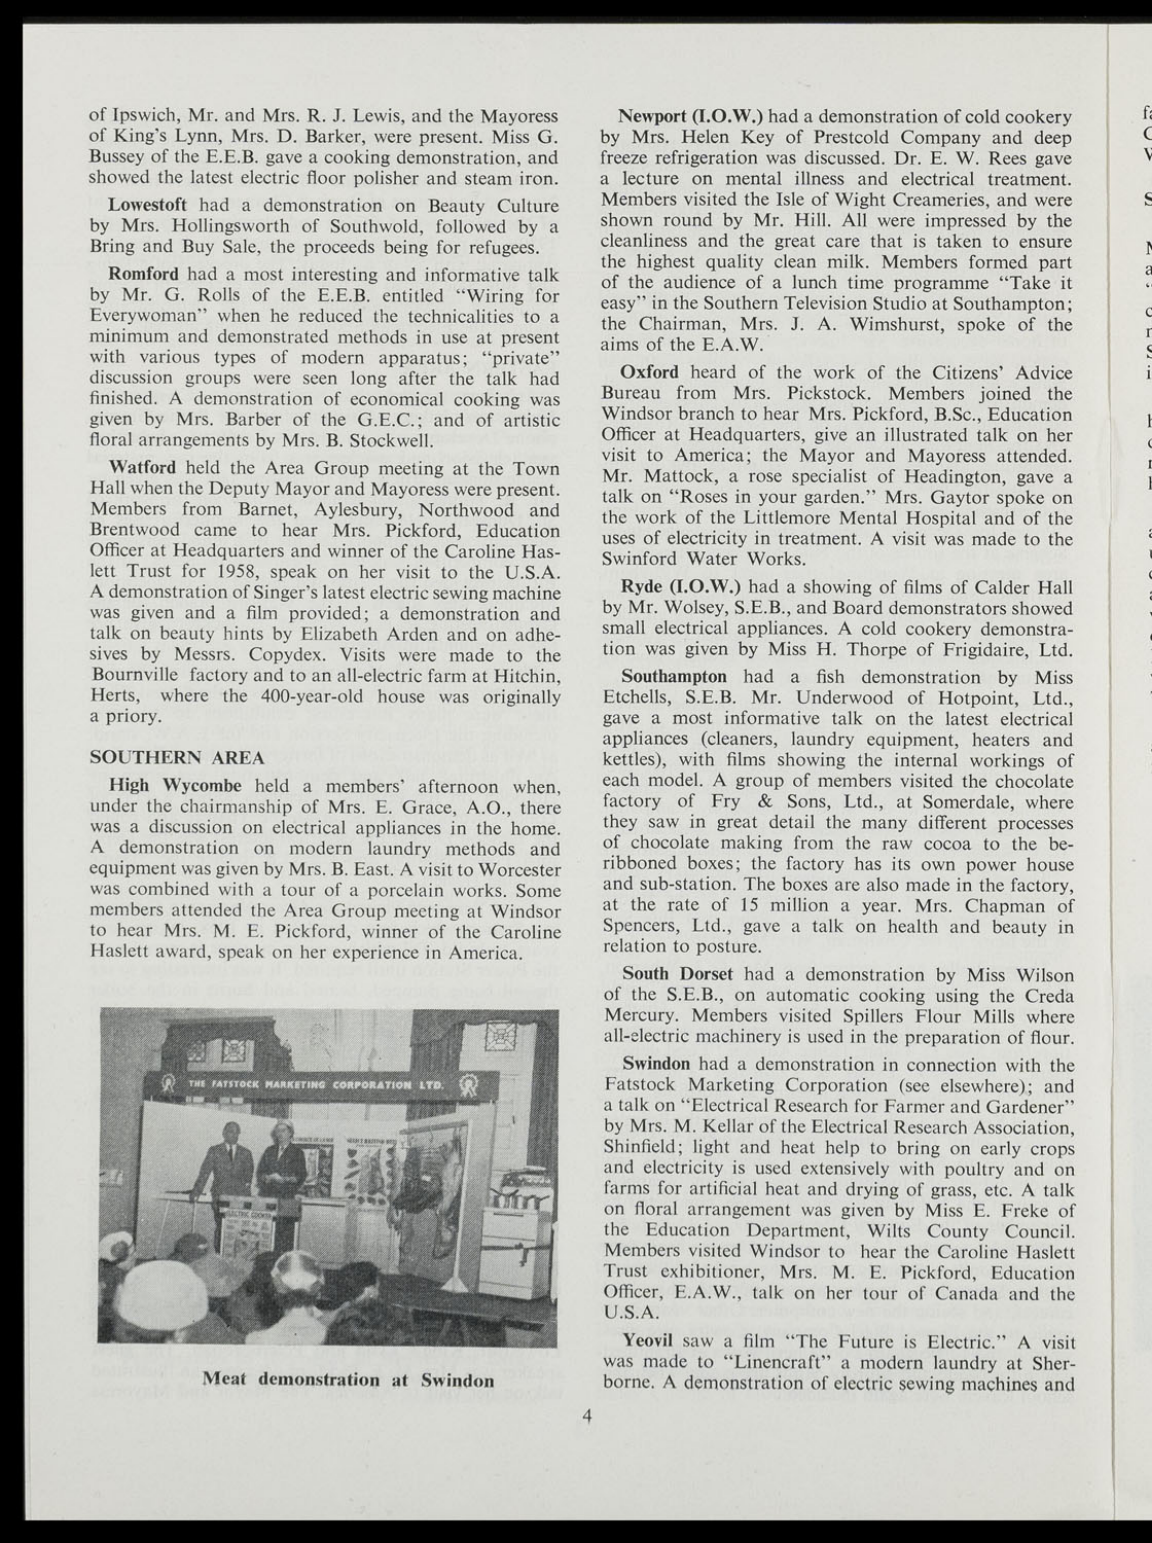 of Ipswich, Mr. and Mrs. R. J. Lewis, and the Mayoress
of King's Lynn, Mrs. D. Barker, were present. Miss G.
Bussey of the E.E.B. gave a cooking demonstration, and
showed the latest electric floor polisher and steam iron.
Lowestoft had a demonstration on Beauty Culture
by Mrs. Hollingsworth of Southwold, followed by a
Bring and Buy Sale, the proceeds being for refugees.
Romford had a most interesting and informative talk
by Mr. G. Rolls of the E.E.B. entitled “Wiring for
Everywoman” when he reduced the technicalities to a
minimum and demonstrated methods in use at present
with various types of modern apparatus; “private”
discussion groups were seen long after the talk had
finished. A demonstration of economical cooking was
given by Mrs. Barber of the G.E.C.; and of artistic
floral arrangements by Mrs. B. Stockwell.
Watford held the Area Group meeting at the Town
Hall when the Deputy Mayor and Mayoress were present.
Members from Barnet, Aylesbury, Northwood and
Brentwood came to hear Mrs. Pickford, Education
Officer at Headquarters and winner of the Caroline Has-
lett Trust for 1958, speak on her visit to the U.S.A.
A demonstration of Singer's latest electric sewing machine
was given and a film provided; a demonstration and
talk on beauty hints by Elizabeth Arden and on adhe-
sives by Messrs. Copydex. Visits were made to the
Bournville factory and to an all-electric farm at Hitchin,
Herts, where the 400-year-old house was originally
a priory.
SOUTHERN AREA
High Wycombe held a members' afternoon when,
under the chairmanship of Mrs. E. Grace, A.O., there
was a discussion on electrical appliances in the home.
A demonstration on modern laundry methods and
equipment was given by Mrs. B. East. A visit to Worcester
was combined with a tour of a porcelain works. Some
members attended the Area Group meeting at Windsor
to hear Mrs. M. E. Pickford, winner of the Caroline
Haslett award, speak on her experience in America.
THE FATSTOCK MARKETING CORPORATION LTD.
ELECTRIC COOKER
Meat demonstration at Swindon
Newport (I.O.W.) had a demonstration of cold cookery
by Mrs. Helen Key of Prestcold Company and deep
freeze refrigeration was discussed. Dr. E. W. Rees gave
a lecture on mental illness and electrical treatment.
Members visited the Isle of Wight Creameries, and were
shown round by Mr. Hill. All were impressed by the
cleanliness and the great care that is taken to ensure
the highest quality clean milk. Members formed part
of the audience of a lunch time programme “Take it
easy” in the Southern Television Studio at Southampton;
the Chairman, Mrs. J. A. Wimshurst, spoke of the
aims of the E.A.W.
Oxford heard of the work of the Citizens' Advice
Bureau from Mrs. Pickstock. Members joined the
Windsor branch to hear Mrs. Pickford, B.Sc., Education
Officer at Headquarters, give an illustrated talk on her
visit to America; the Mayor and Mayoress attended.
Mr. Mattock, a rose specialist of Headington, gave a
talk on “Roses in your garden.” Mrs. Gaytor spoke on
the work of the Littlemore Mental Hospital and of the
uses of electricity in treatment. A visit was made to the
Swinford Water Works.
Ryde (I.O.W.) had a showing of films of Calder Hall
by Mr. Wolsey, S.E.B., and Board demonstrators showed
small electrical appliances. A cold cookery demonstra-
tion was given by Miss H. Thorpe of Frigidaire, Ltd.
Southampton had a fish demonstration by Miss
Etchells, S.E.B. Mr. Underwood of Hotpoint, Ltd.,
gave a most informative talk on the latest electrical
appliances (cleaners, laundry equipment, heaters and
kettles), with films showing the internal workings of
each model. A group of members visited the chocolate
factory of Fry & Sons, Ltd., at Somerdale, where
they saw in great detail the many different processes
of chocolate making from the raw cocoa to the be-
ribboned boxes; the factory has its own power house
and sub-station. The boxes are also made in the factory,
at the rate of 15 million a year. Mrs. Chapman of
Spencers, Ltd., gave a talk on health and beauty in
relation to posture.
South Dorset had a demonstration by Miss Wilson
of the S.E.B., on automatic cooking using the Creda
Mercury. Members visited Spillers Flour Mills where
all-electric machinery is used in the preparation of flour.
Swindon had a demonstration in connection with the
Fatstock Marketing Corporation (see elsewhere); and
a talk on “Electrical Research for Farmer and Gardener”
by Mrs. M. Kellar of the Electrical Research Association,
Shinfield; light and heat help to bring on early crops
and electricity is used extensively with poultry and on
farms for artificial heat and drying of grass, etc. A talk
on floral arrangement was given by Miss E. Freke of
the Education Department, Wilts County Council.
Members visited Windsor to hear the Caroline Haslett
Trust exhibitioner, Mrs. M. E. Pickford, Education
Officer, E.A.W., talk on her tour of Canada and the
U.S.A.
Yeovil saw a film “The Future is Electric.” A visit
was made to “Linencraft” a modern laundry at Sher-
borne. A demonstration of electric sewing machines and
4